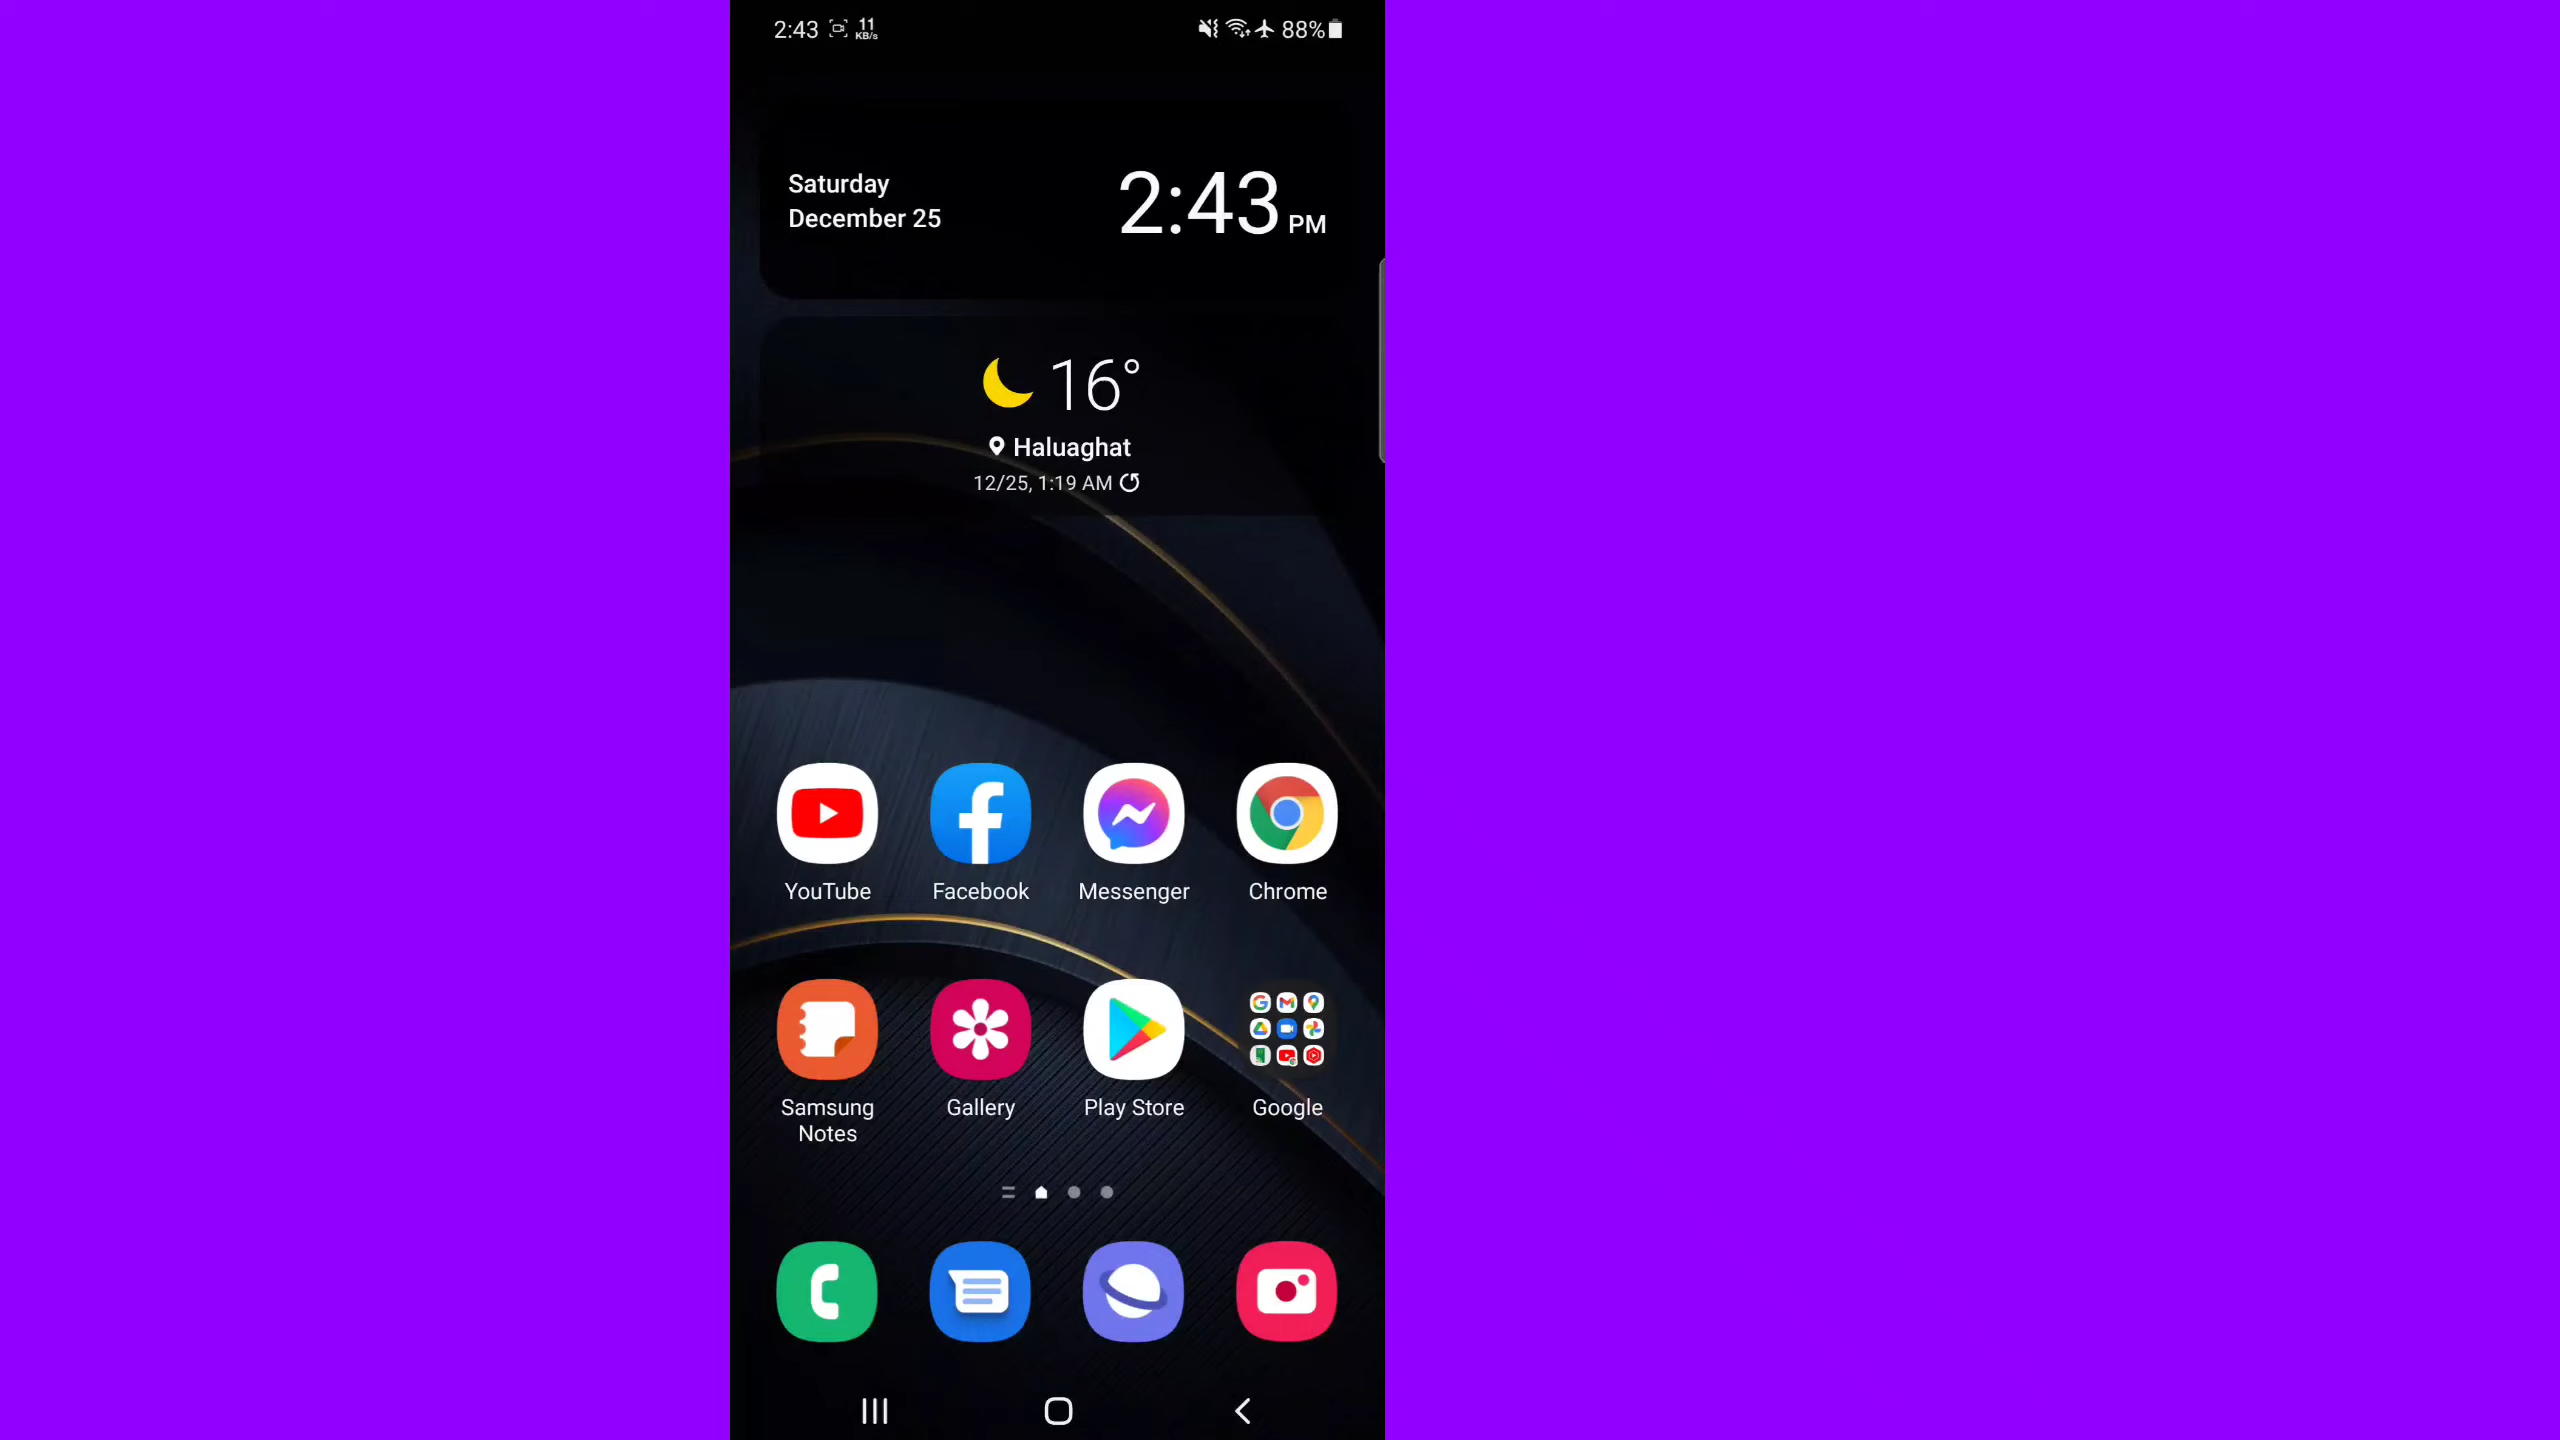 2:43 11 KB/s 88%
Saturday
December 25
2:43 PM
16°
Haluaghat
12/25, 1:19 AM
YouTube Facebook Messenger Chrome
Samsung Notes Gallery Play Store Google